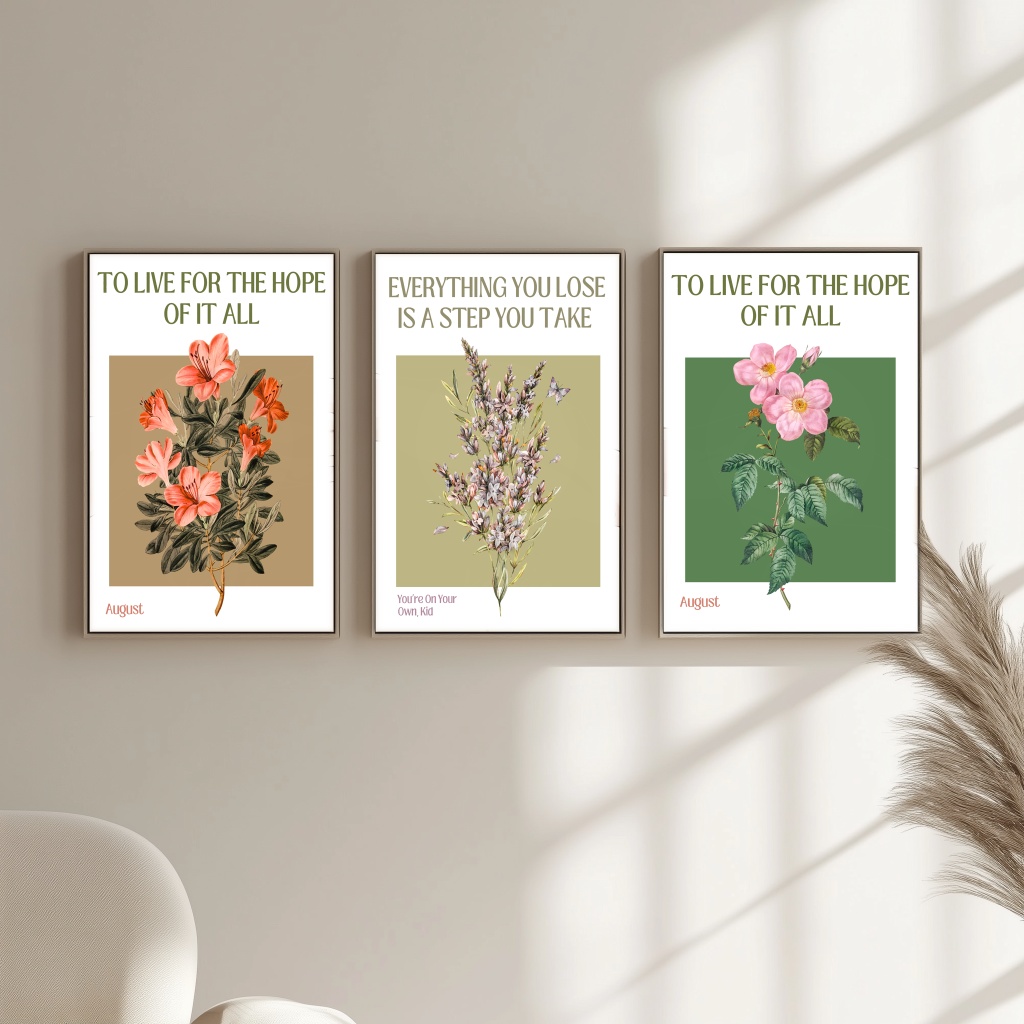 TO LIVE FOR THE HOPE
OF IT ALL
August
EVERYTHING YOU LOSE
IS A STEP YOU TAKE
You're On Your
Own, Kid
TO LIVE FOR THE HOPE
OF IT ALL
August